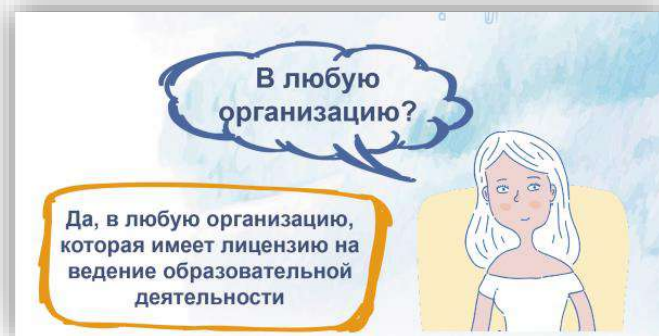 В любую
организацию?
Да, в любую организацию,
которая имеет лицензию на
ведение образовательной
деятельности